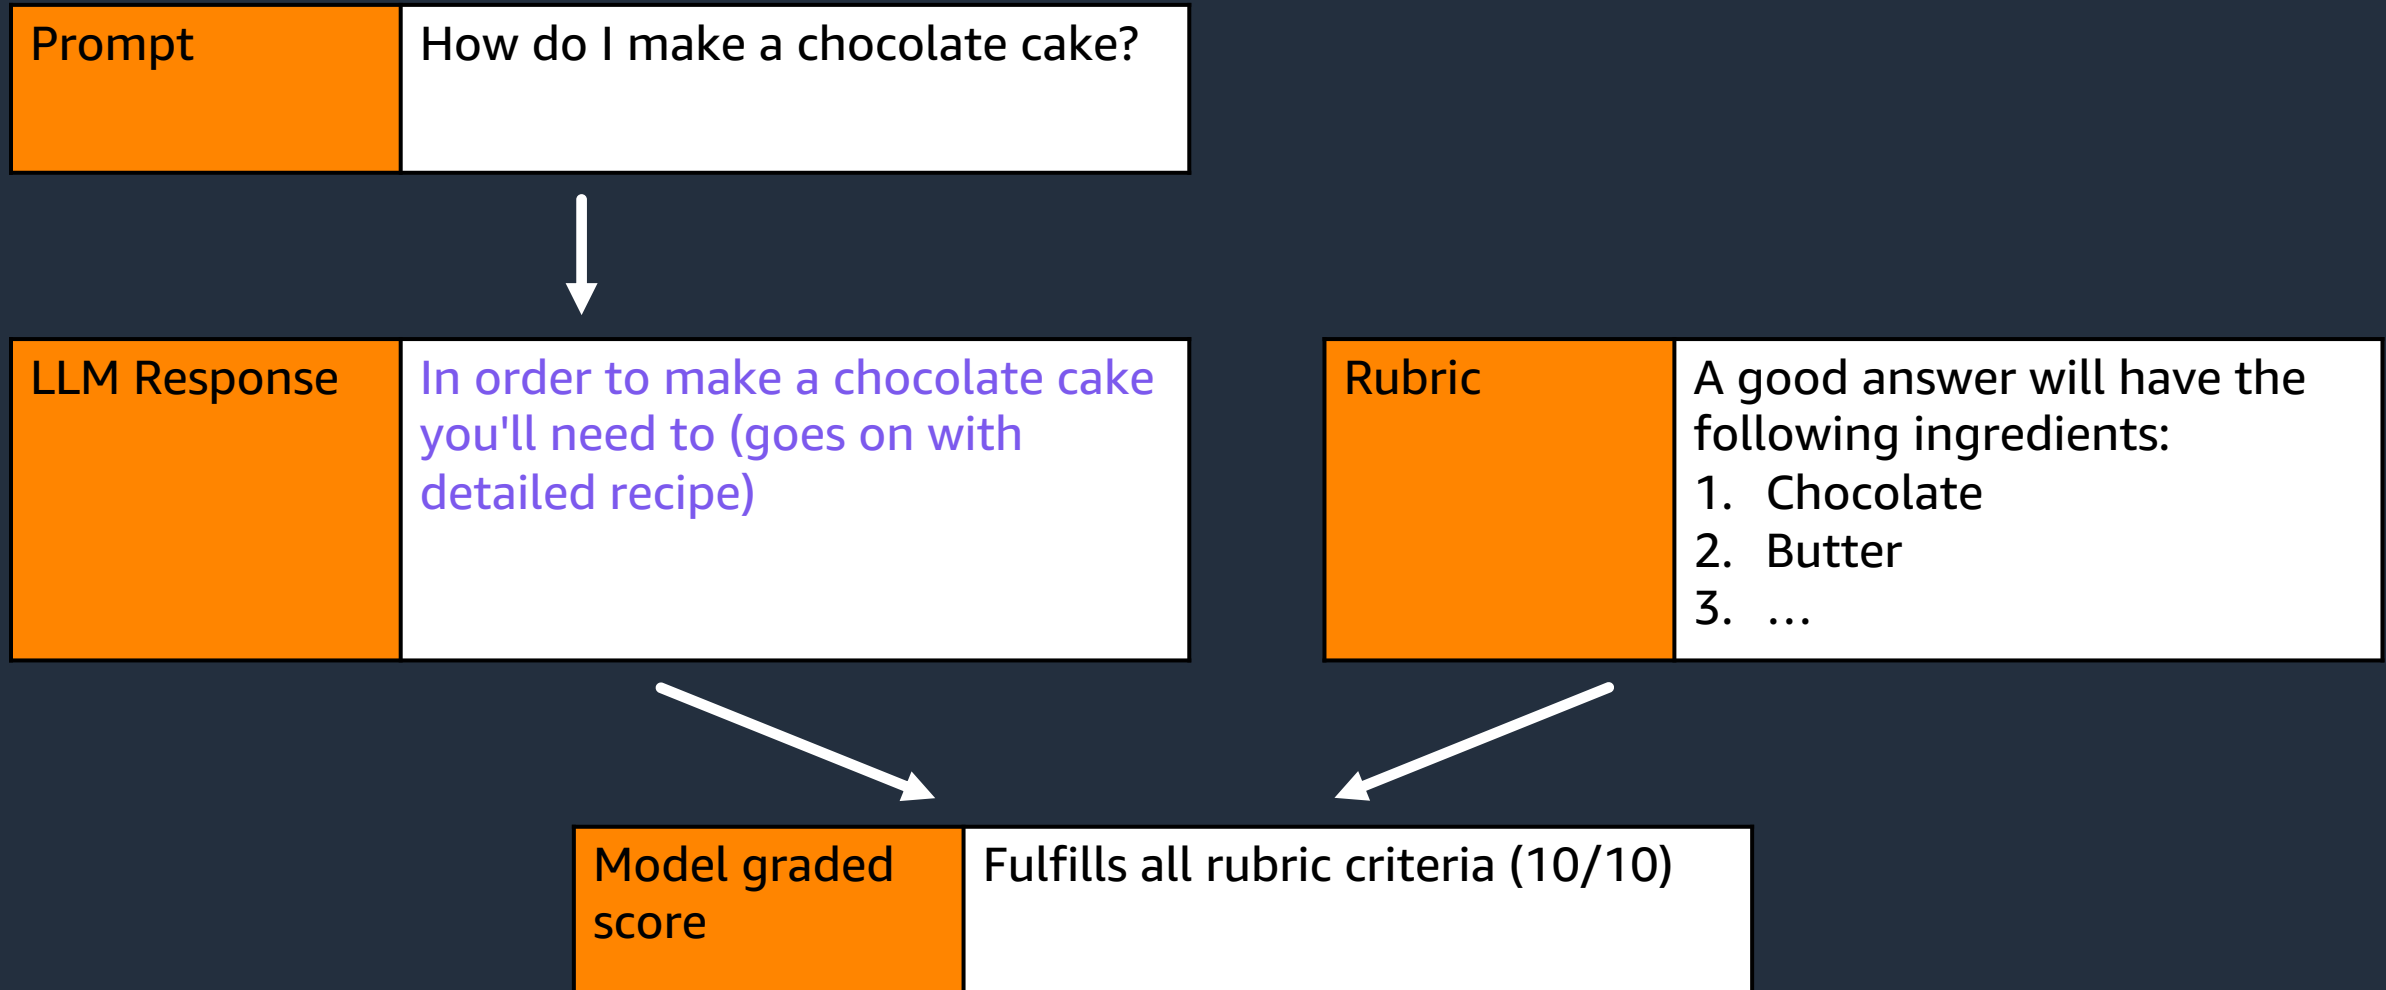 Prompt
How do I make a chocolate cake?
LLM Response
In order to make a chocolate cake
you'll need to (goes on with
detailed recipe)
Rubric
A good answer will have the
following ingredients:
1. Chocolate
2. Butter
3. …
Model graded
score
Fulfills all rubric criteria (10/10)